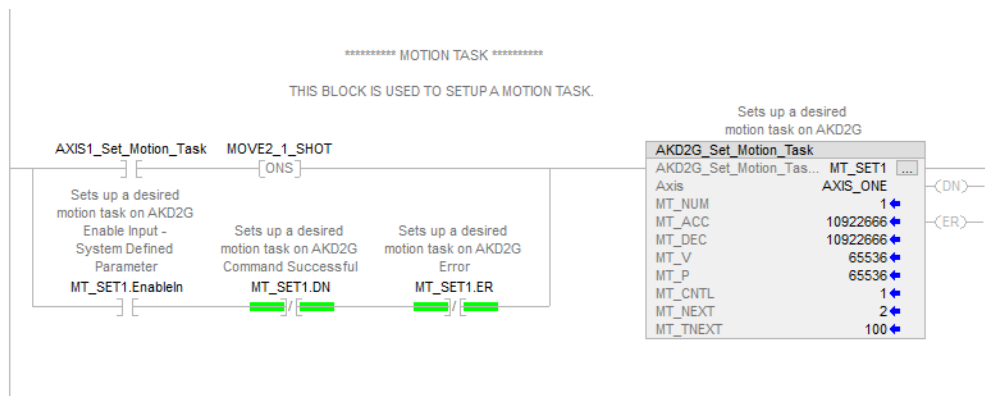 ********** MOTION TASK **********
THIS BLOCK IS USED TO SETUP A MOTION TASK.
Sets up a desired
motion task on AKD2G
AXIS1_Set_Motion_Task MOVE2_1_SHOT
ONS
AKD2G_Set_Motion_Task
AKD2G_Set_Motion_Tas... MT_SET1 ...
Axis AXIS_ONE
MT_NUM 1
MT_ACC 10922666
MT_DEC 10922666
MT_V 65536
MT_P 65536
MT_CNTL 1
MT_NEXT 2
MT_TNEXT 100
(DN)
(ER)
Sets up a desired
motion task on AKD2G
Enable Input -
System Defined
Parameter
MT_SET1.EnableIn
Sets up a desired
motion task on AKD2G
Command Successful
MT_SET1.DN
Sets up a desired
motion task on AKD2G
Error
MT_SET1.ER